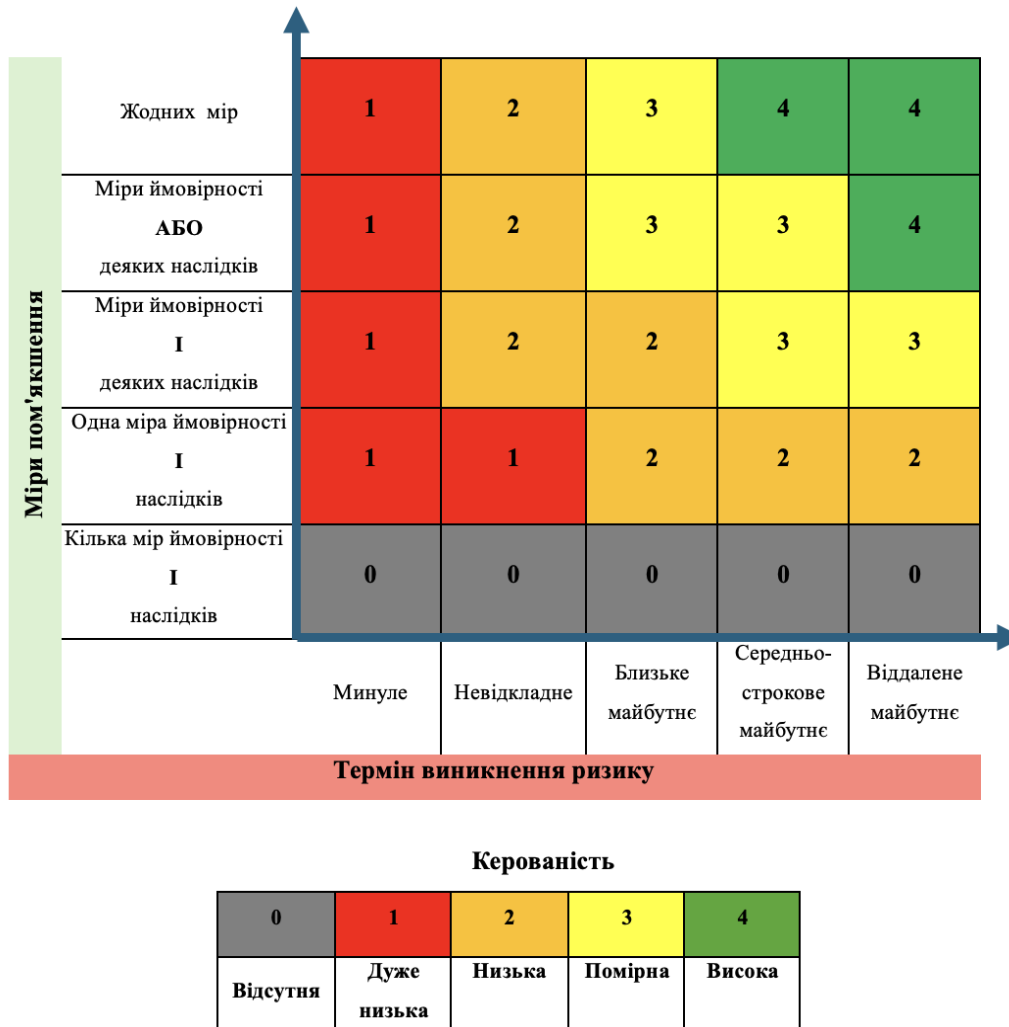 Міри пом'якшення
Жодних мір
1 2 3 4 4
Міри ймовірності
АБО
деяких наслідків
1 2 3 3 4
Міри ймовірності
І
деяких наслідків
1 2 2 3 3
Одна міра ймовірності
І
наслідків
1 1 2 2 2
Кілька мір ймовірності
І
наслідків
0 0 0 0 0
Минуле
Невідкладне
Близьке
майбутнє
Середньо-
строкове
майбутнє
Віддалене
майбутнє
Термін виникнення ризику
Керованість
0 1 2 3 4
Відсутня
Дуже
низька
Низька
Помірна
Висока